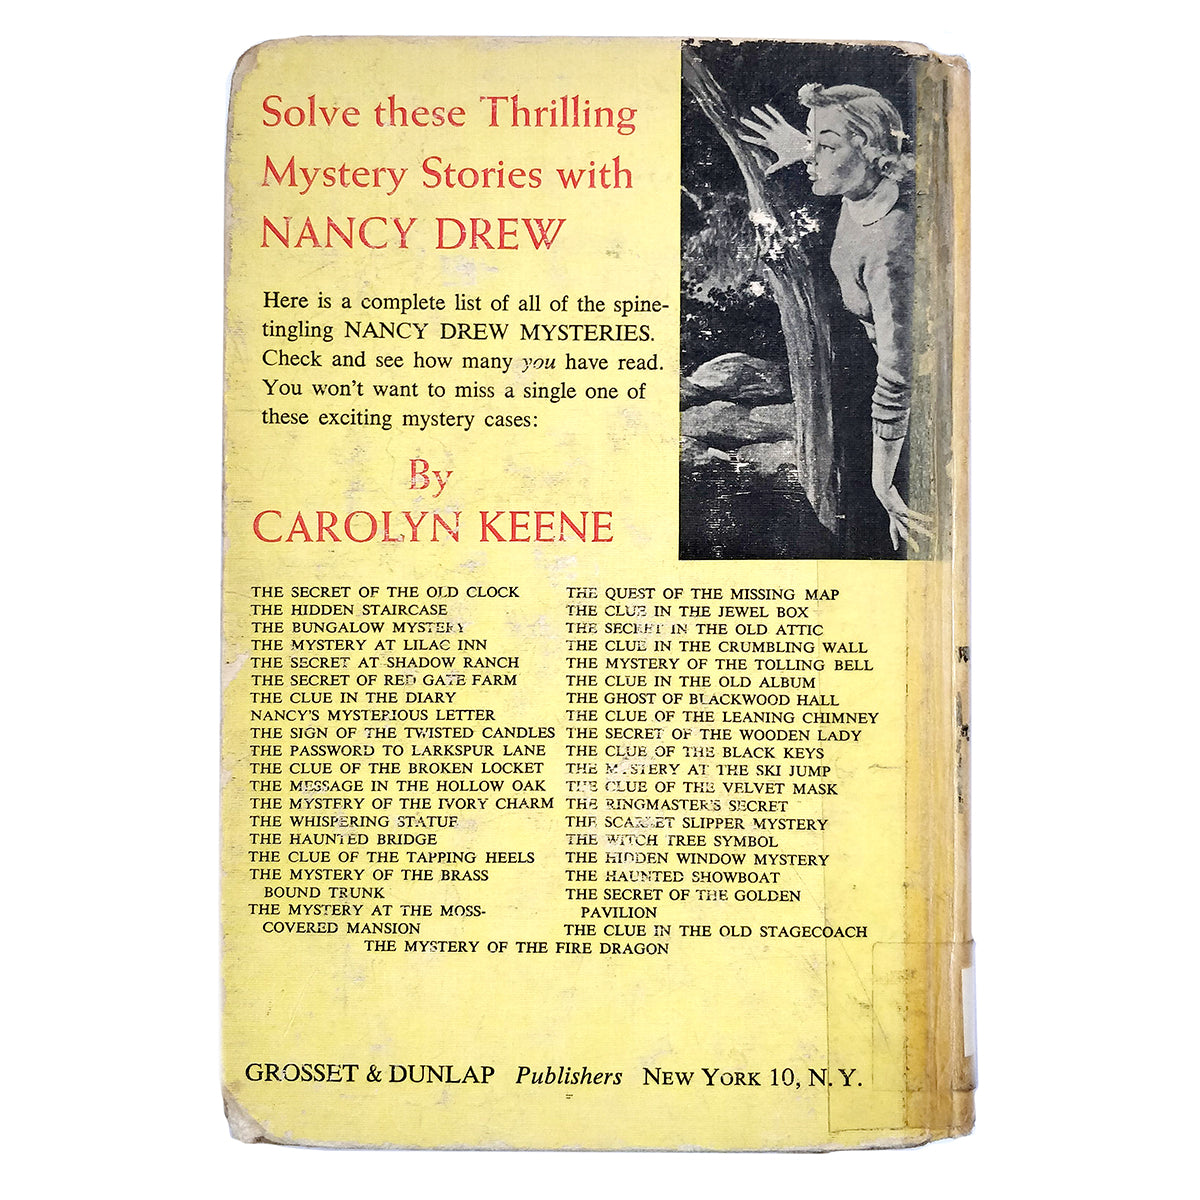 Solve these Thrilling
Mystery Stories with
NANCY DREW
Here is a complete list of all of the spine-
tingling NANCY DREW MYSTERIES.
Check and see how many you have read.
You won't want to miss a single one of
these exciting mystery cases:
By
CAROLYN KEENE
THE SECRET OF THE OLD CLOCK
THE HIDDEN STAIRCASE
THE BUNGALOW MYSTERY
THE MYSTERY AT LILAC INN
THE SECRET AT SHADOW RANCH
THE SECRET OF RED GATE FARM
THE CLUE IN THE DIARY
NANCY'S MYSTERIOUS LETTER
THE SIGN OF THE TWISTED CANDLES
THE PASSWORD TO LARKSPUR LANE
THE CLUE OF THE BROKEN LOCKET
THE MESSAGE IN THE HOLLOW OAK
THE MYSTERY OF THE IVORY CHARM
THE WHISPERING STATUE
THE HAUNTED BRIDGE
THE CLUE OF THE TAPPING HEELS
THE MYSTERY OF THE BRASS
BOUND TRUNK
THE MYSTERY AT THE MOSS-
COVERED MANSION
THE QUEST OF THE MISSING MAP
THE CLUE IN THE JEWEL BOX
THE SECRET IN THE OLD ATTIC
THE CLUE IN THE CRUMBLING WALL
THE MYSTERY OF THE TOLLING BELL
THE CLUE IN THE OLD ALBUM
THE GHOST OF BLACKWOOD HALL
THE CLUE OF THE LEANING CHIMNEY
THE SECRET OF THE WOODEN LADY
THE CLUE OF THE BLACK KEYS
THE MYSTERY AT THE SKI JUMP
THE CLUE OF THE VELVET MASK
THE RINGMASTER'S SECRET
THE SCARLET SLIPPER MYSTERY
THE WITCH TREE SYMBOL
THE HIDDEN WINDOW MYSTERY
THE HAUNTED SHOWBOAT
THE SECRET OF THE GOLDEN
PAVILION
THE CLUE IN THE OLD STAGECOACH
THE MYSTERY OF THE FIRE DRAGON
GROSSET & DUNLAP Publishers NEW YORK 10, N. Y.